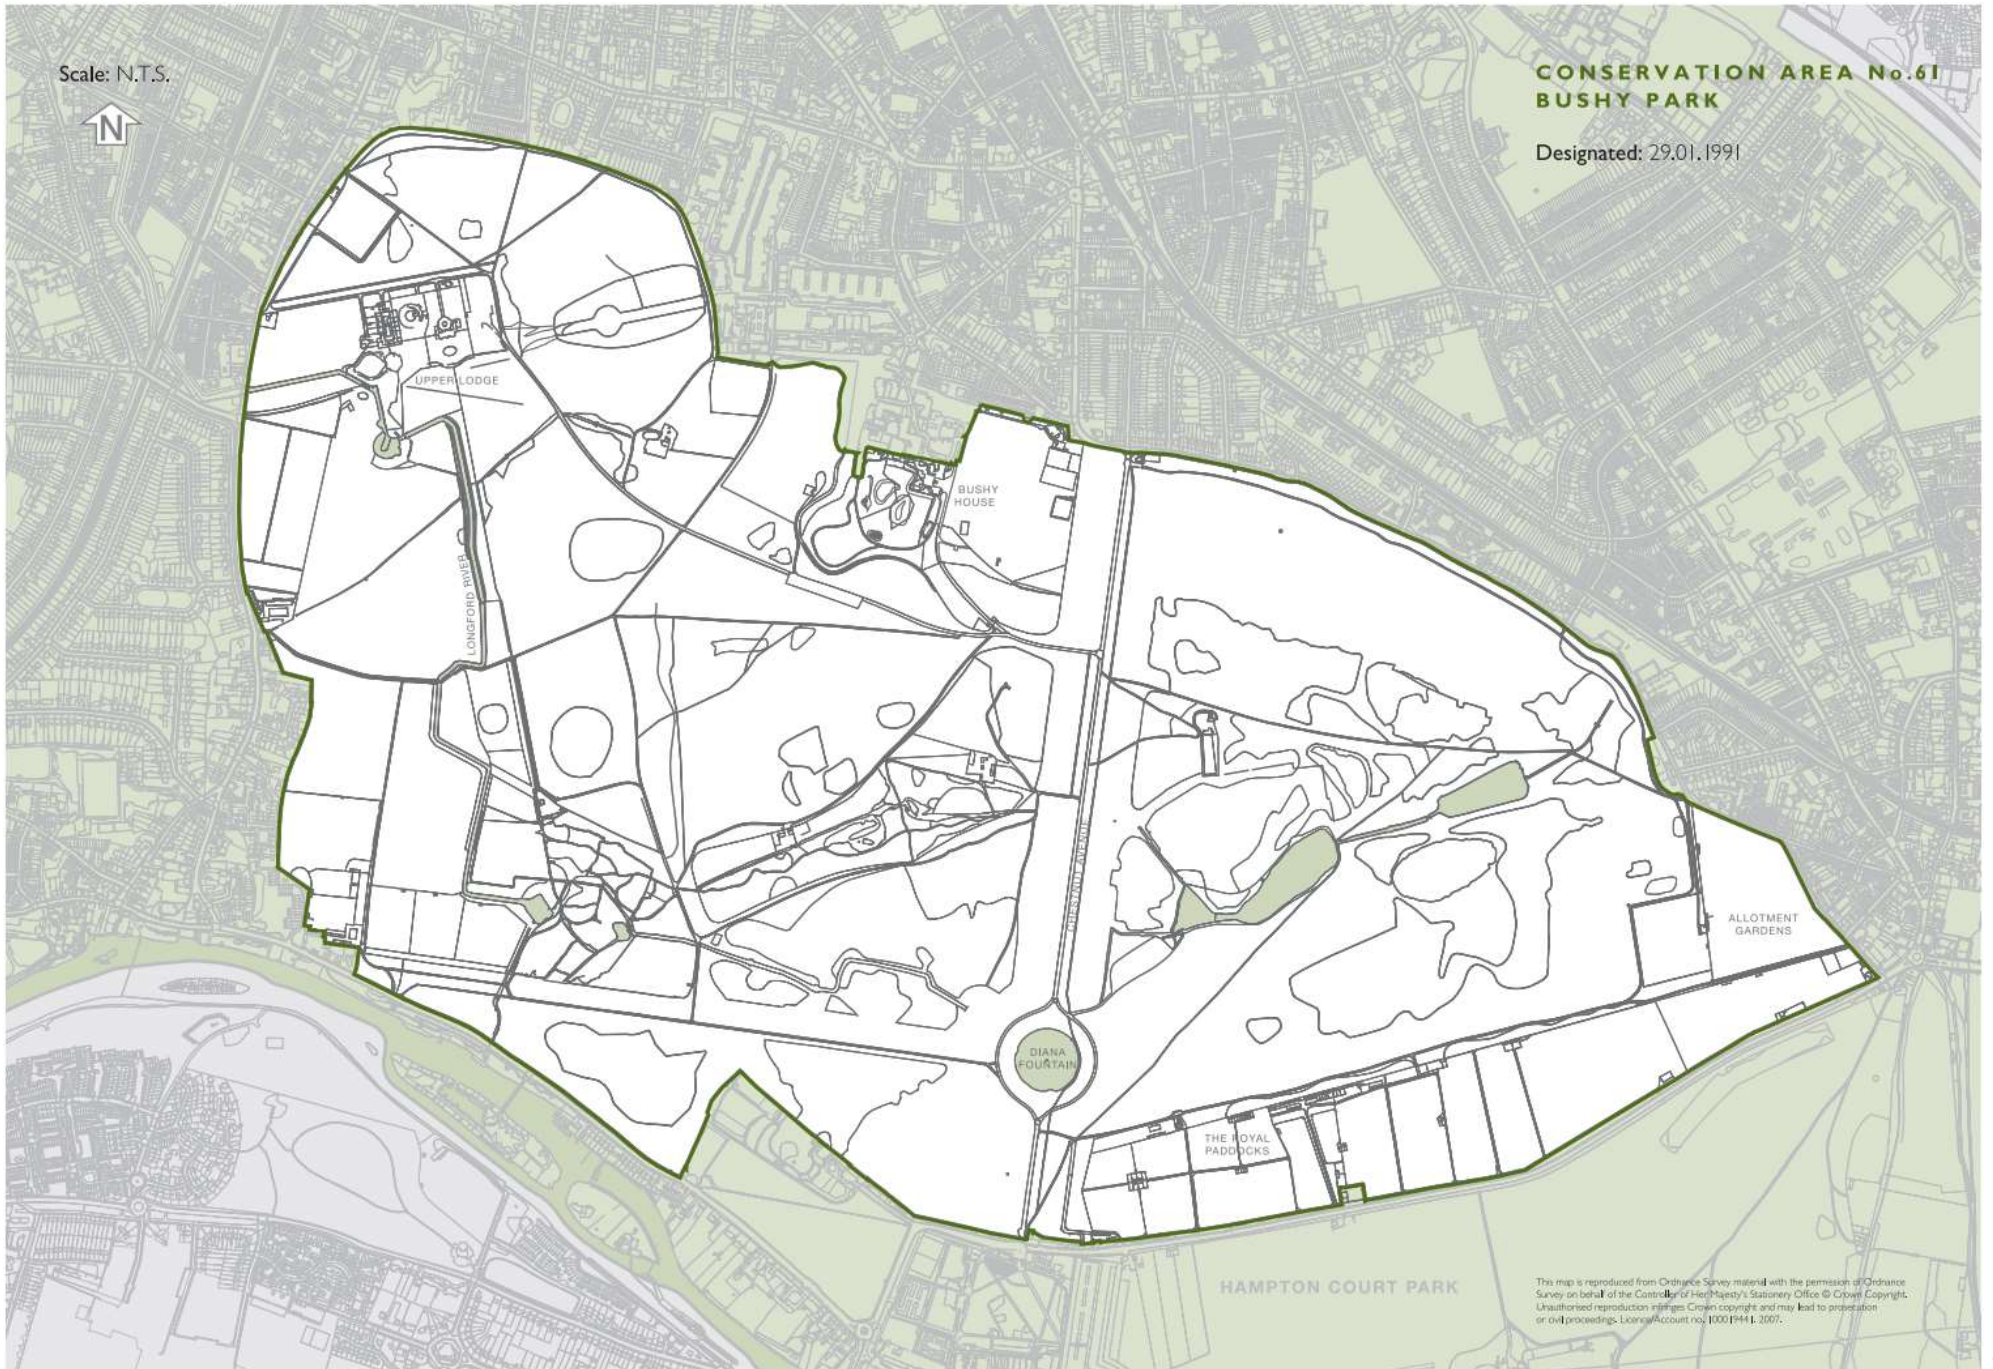 Scale: N.T.S.
N
CONSERVATION AREA No.61
BUSHY PARK
Designated: 29.01.1991
UPPER LODGE
BUSHY
HOUSE
LONGFORD RIVER
CHESTNUT AVENUE
ALLOTMENT
GARDENS
DIANA
FOUNTAIN
THE ROYAL
PADDOCKS
HAMPTON COURT PARK
This map is reproduced from Ordnance Survey material with the permission of Ordnance
Survey on behalf of the Controller of Her Majesty's Stationery Office © Crown Copyright.
Unauthorised reproduction infringes Crown copyright and may lead to prosecution
or civil proceedings. Licence/Account no. 100019441. 2007.